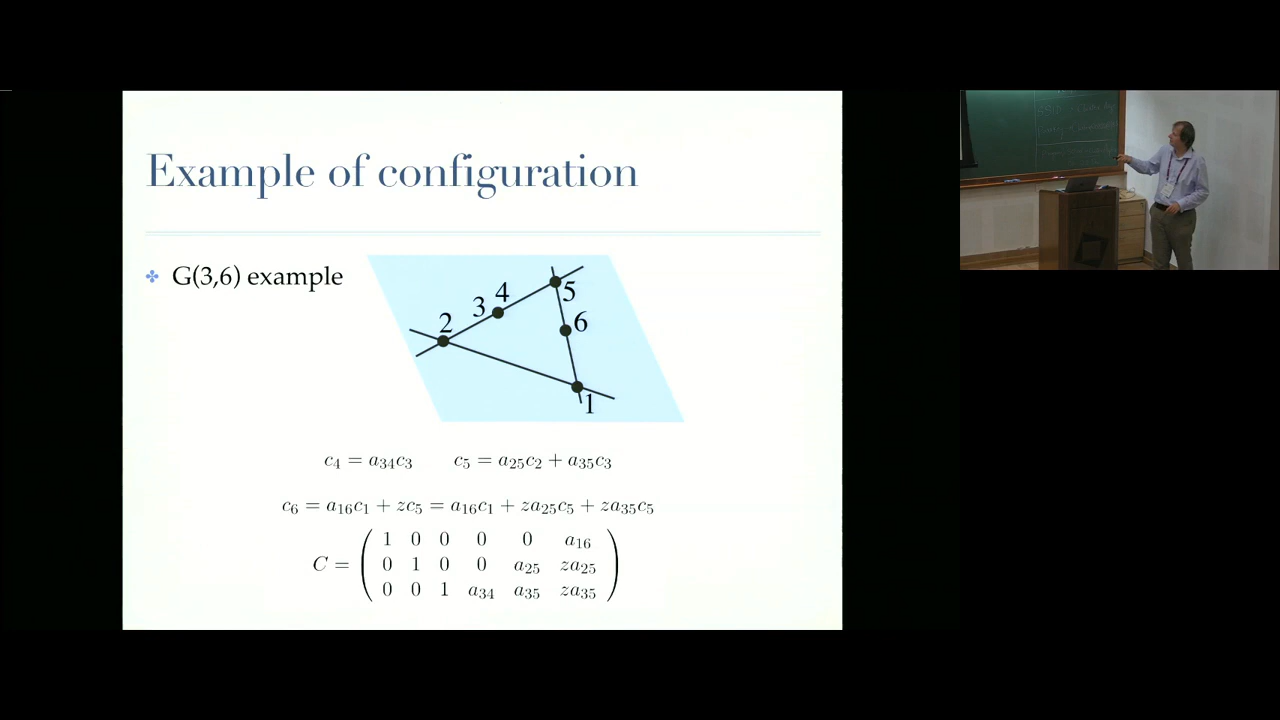 Example of configuration
✤ G(3,6) example
2 3 4 5 6 1
c₄ = a₃₄c₃ c₅ = a₂₅c₂ + a₃₅c₃
c₆ = a₁₆c₁ + zc₅ = a₁₆c₁ + za₂₅c₅ + za₃₅c₅
C = ( 1 0 0 0 0 a₁₆
0 1 0 0 a₂₅ za₂₅
0 0 1 a₃₄ a₃₅ za₃₅ )